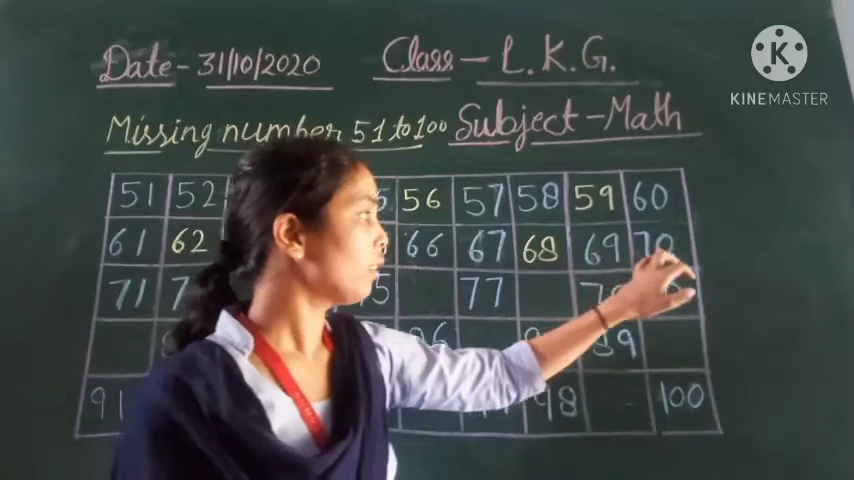 Date - 31/10/2020 Class - L.K.G.
KINEMASTER
Missing number 51 to 100 Subject - Math
51 52 56 57 58 59 60
61 62 66 67 68 69 70
71 77
89
98 100